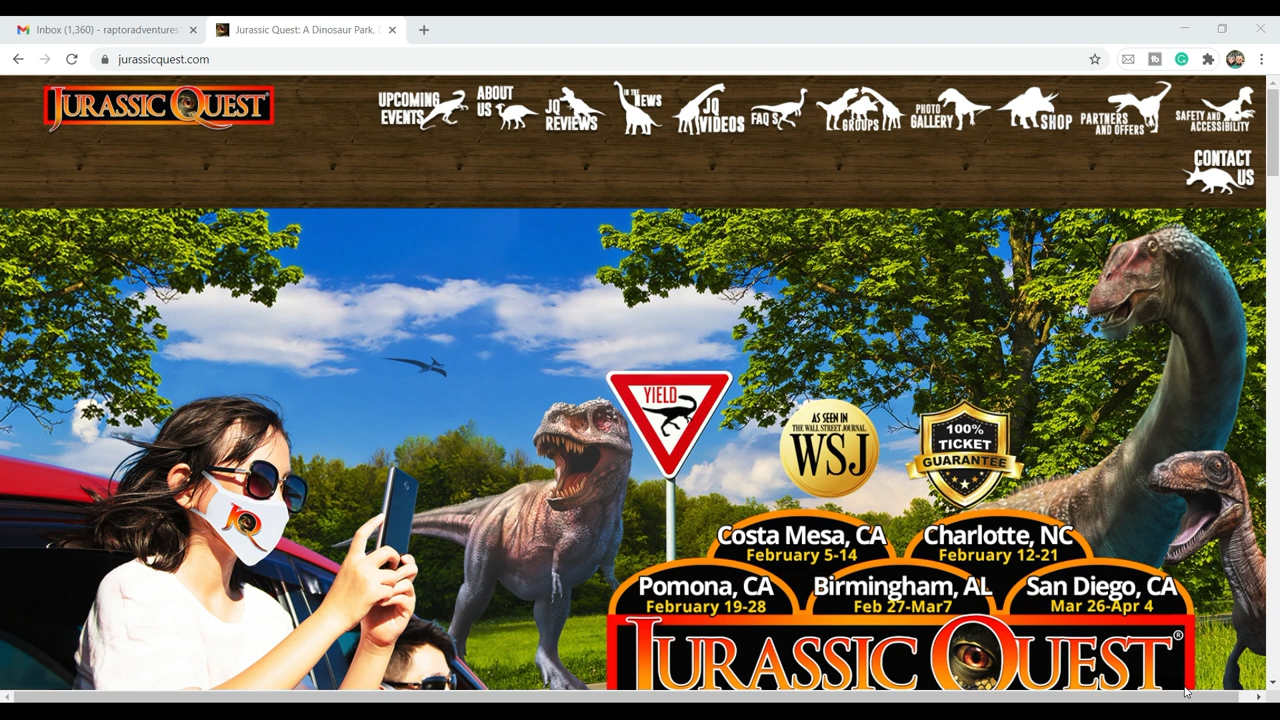 Inbox (1,360) - raptoradventures
Jurassic Quest: A Dinosaur Park,
jurassicquest.com
JURASSIC QUEST
UPCOMING
EVENTS
ABOUT
US
JQ
REVIEWS
IN THE
NEWS
JQ
VIDEOS
FAQ S
GROUPS
PHOTO
GALLERY
SHOP
PARTNERS
AND OFFERS
SAFETY AND
ACCESSIBILITY
CONTACT
US
YIELD
AS SEEN IN
THE WALL STREET JOURNAL
WSJ
100%
TICKET
GUARANTEE
JQ
Costa Mesa, CA
February 5-14
Charlotte, NC
February 12-21
Pomona, CA
February 19-28
Birmingham, AL
Feb 27-Mar7
San Diego, CA
Mar 26-Apr 4
JURASSIC QUEST®